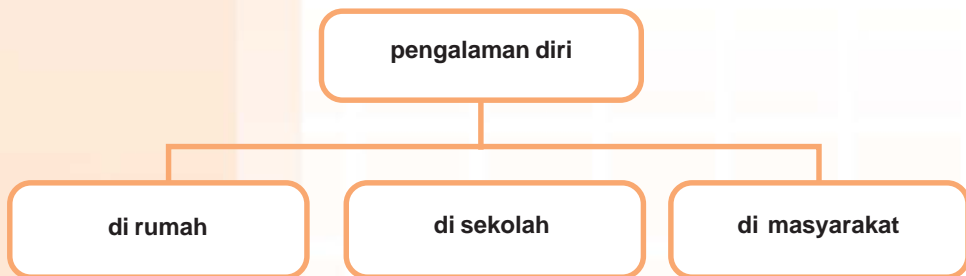 pengalaman diri
di rumah
di sekolah
di masyarakat